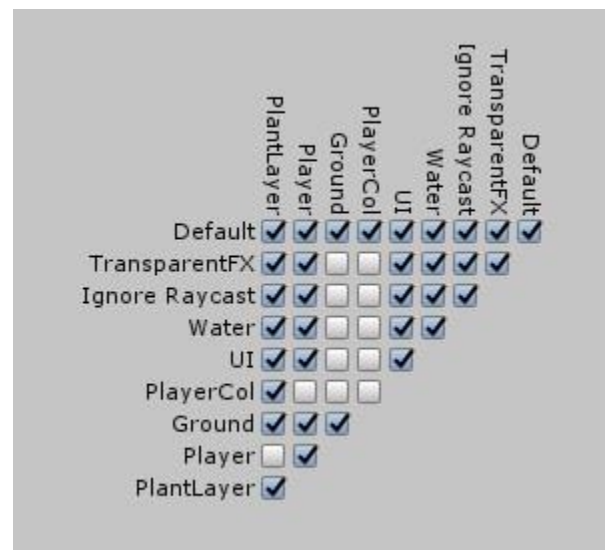 PlantLayer
Player
Ground
PlayerCol
UI
Water
Ignore Raycast
TransparentFX
Default
Default
TransparentFX
Ignore Raycast
Water
UI
PlayerCol
Ground
Player
PlantLayer